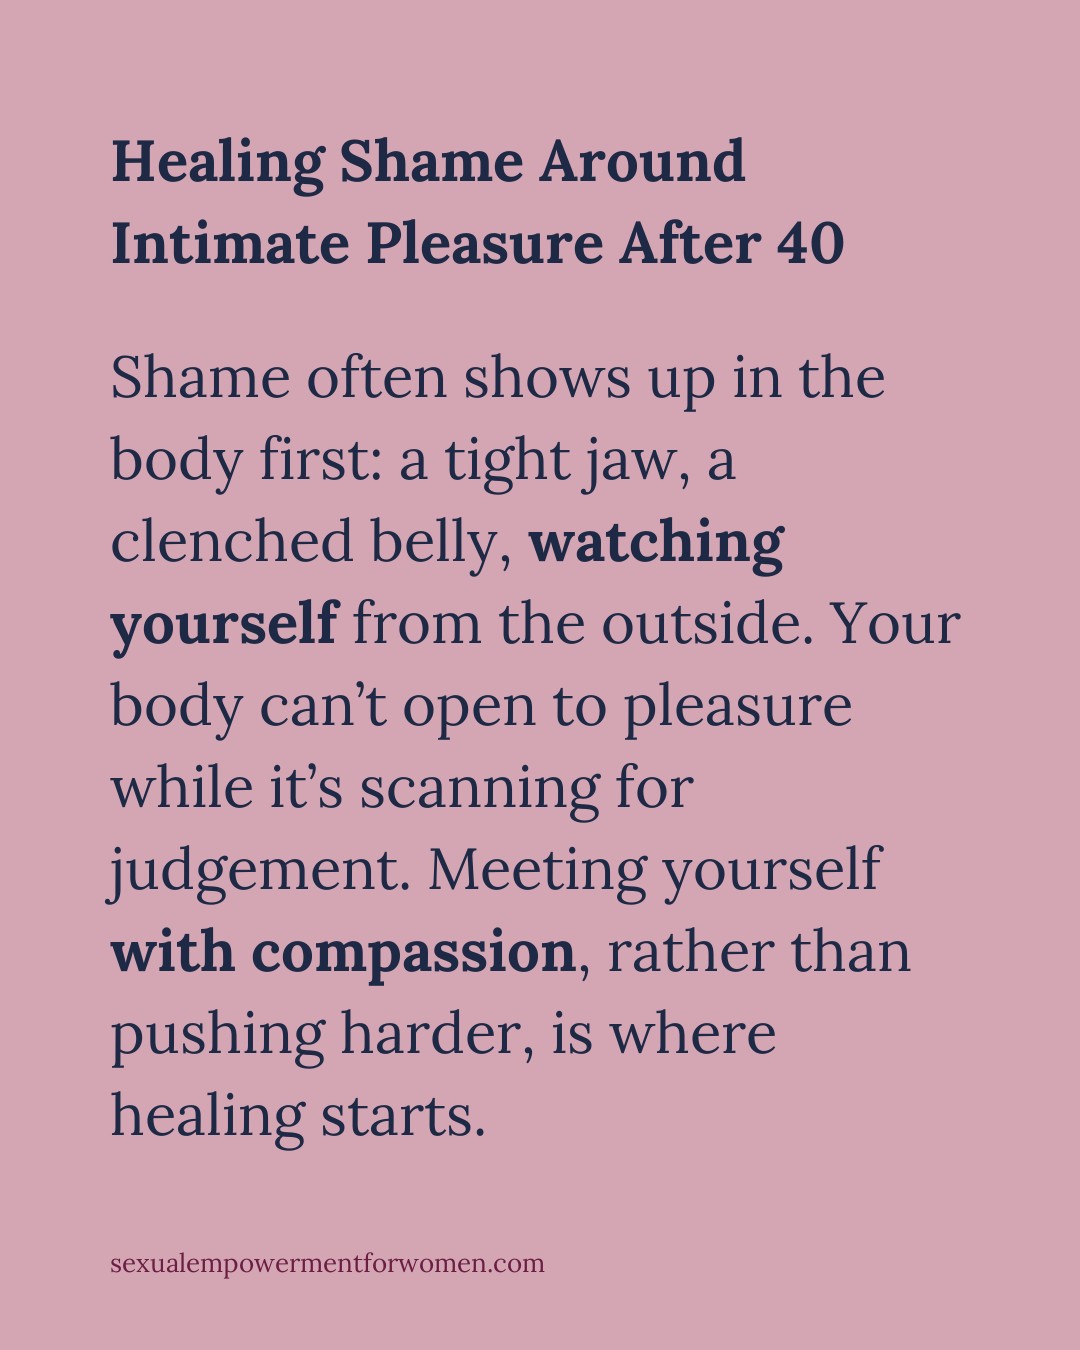 Healing Shame Around
Intimate Pleasure After 40
Shame often shows up in the
body first: a tight jaw, a
clenched belly, watching
yourself from the outside. Your
body can’t open to pleasure
while it’s scanning for
judgement. Meeting yourself
with compassion, rather than
pushing harder, is where
healing starts.
sexualempowermentforwomen.com